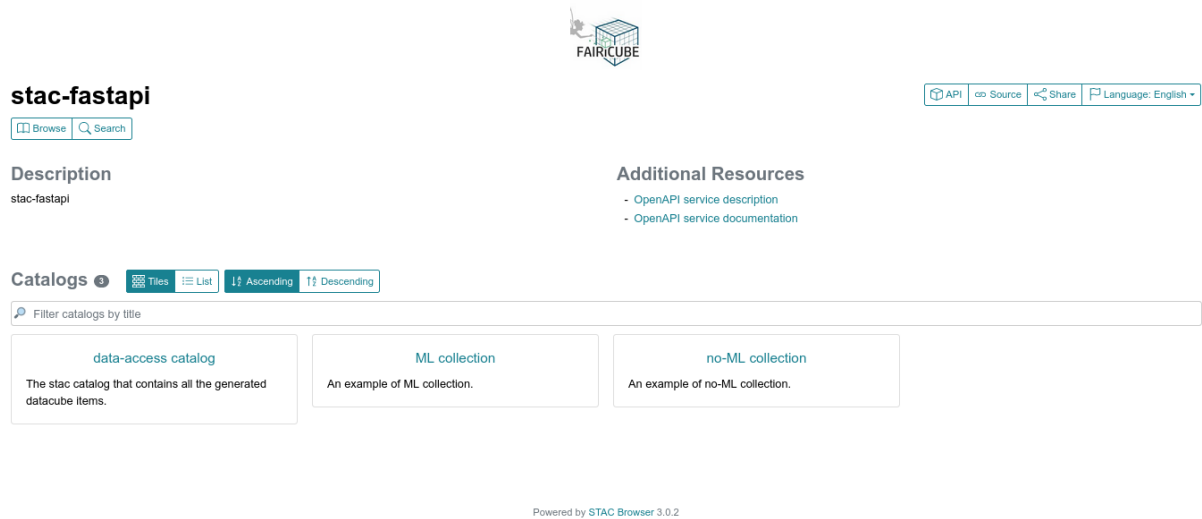 FAIRiCUBE
stac-fastapi
API Source Share Language: English
Browse Search
Description
stac-fastapi
Additional Resources
- OpenAPI service description
- OpenAPI service documentation
Catalogs 3 Tiles List Ascending Descending
Filter catalogs by title
data-access catalog
The stac catalog that contains all the generated
datacube items.
ML collection
An example of ML collection.
no-ML collection
An example of no-ML collection.
Powered by STAC Browser 3.0.2